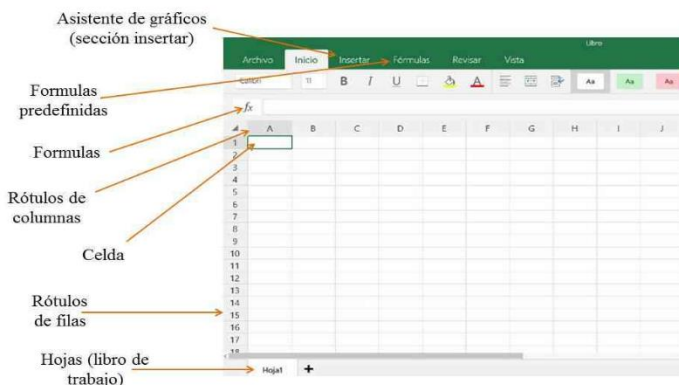 Asistente de gráficos
(sección insertar)
Libro
Archivo Inicio Insertar Fórmulas Revisar Vista
Calibri 11 B I U A Aa Aa Aa
Formulas
predefinidas
fx
Formulas
A B C D E F G H I J
1
2
3
4
5
6
7
8
9
10
11
12
13
14
15
16
17
18
Rótulos de
columnas
Celda
Rótulos
de filas
Hojas (libro de
trabajo)
Hoja1 +